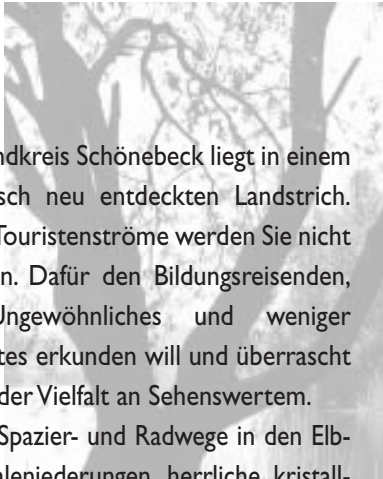 ndkreis Schönebeck liegt in einem
sch neu entdeckten Landstrich.
Touristenströme werden Sie nicht
n. Dafür den Bildungsreisenden,
Ungewöhnliches und weniger
tes erkunden will und überrascht
der Vielfalt an Sehenswertem.
Spazier- und Radwege in den Elb-
leniederungen, herrliche kristall-